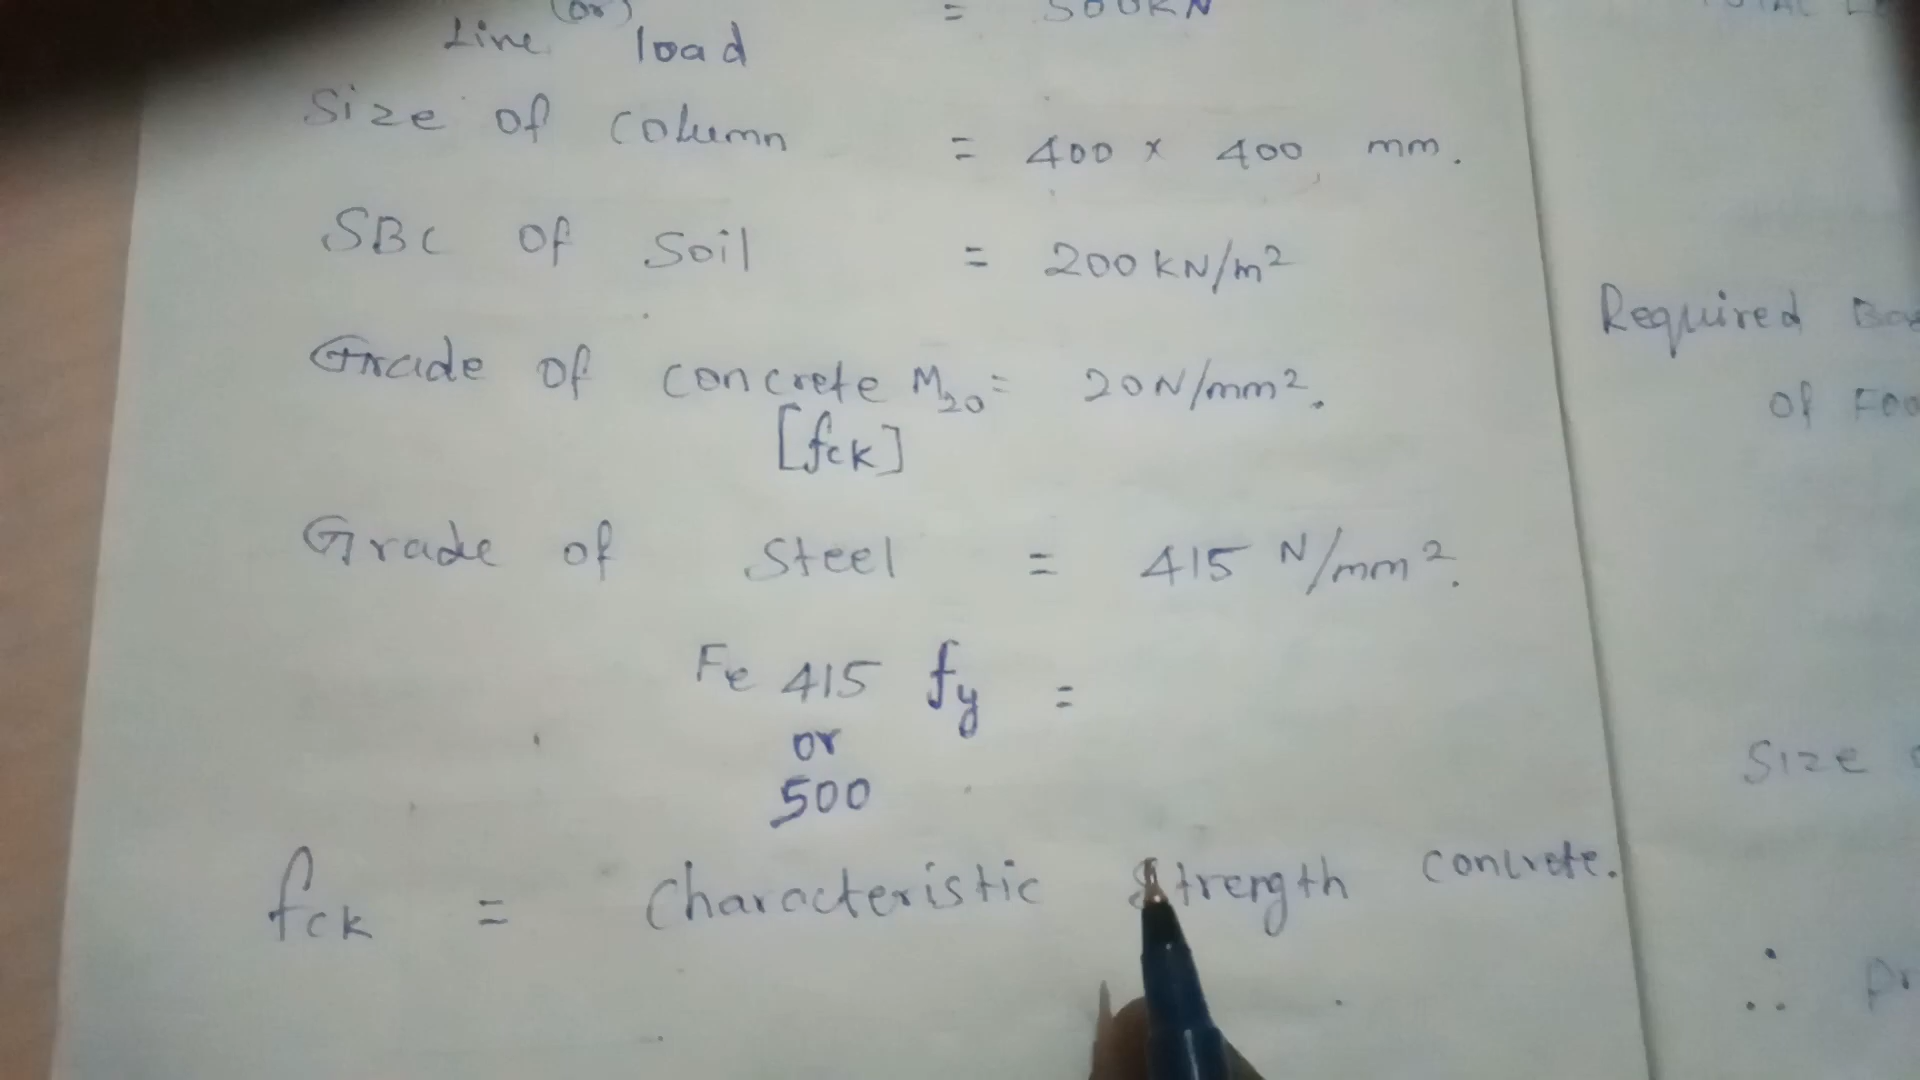 (or)
Line load = 500KN
Size of column = 400 x 400 mm.
SBC of Soil = 200 KN/m²
Grade of concrete M20 = 20N/mm².
[fck]
Grade of Steel = 415 N/mm².
Fe 415 fy =
or
500
fck = characteristic strength concrete.
Required
of
Size
∴